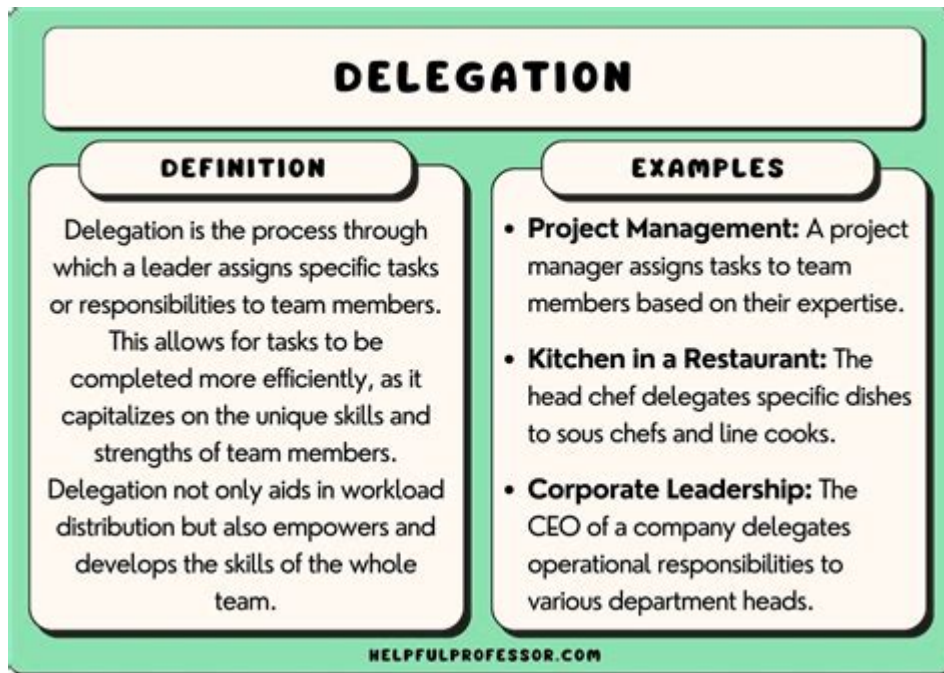 DELEGATION
DEFINITION
Delegation is the process through
which a leader assigns specific tasks
or responsibilities to team members.
This allows for tasks to be
completed more efficiently, as it
capitalizes on the unique skills and
strengths of team members.
Delegation not only aids in workload
distribution but also empowers and
develops the skills of the whole
team.
EXAMPLES
• Project Management: A project
manager assigns tasks to team
members based on their expertise.
• Kitchen in a Restaurant: The
head chef delegates specific dishes
to sous chefs and line cooks.
• Corporate Leadership: The
CEO of a company delegates
operational responsibilities to
various department heads.
HELPFULPROFESSOR.COM